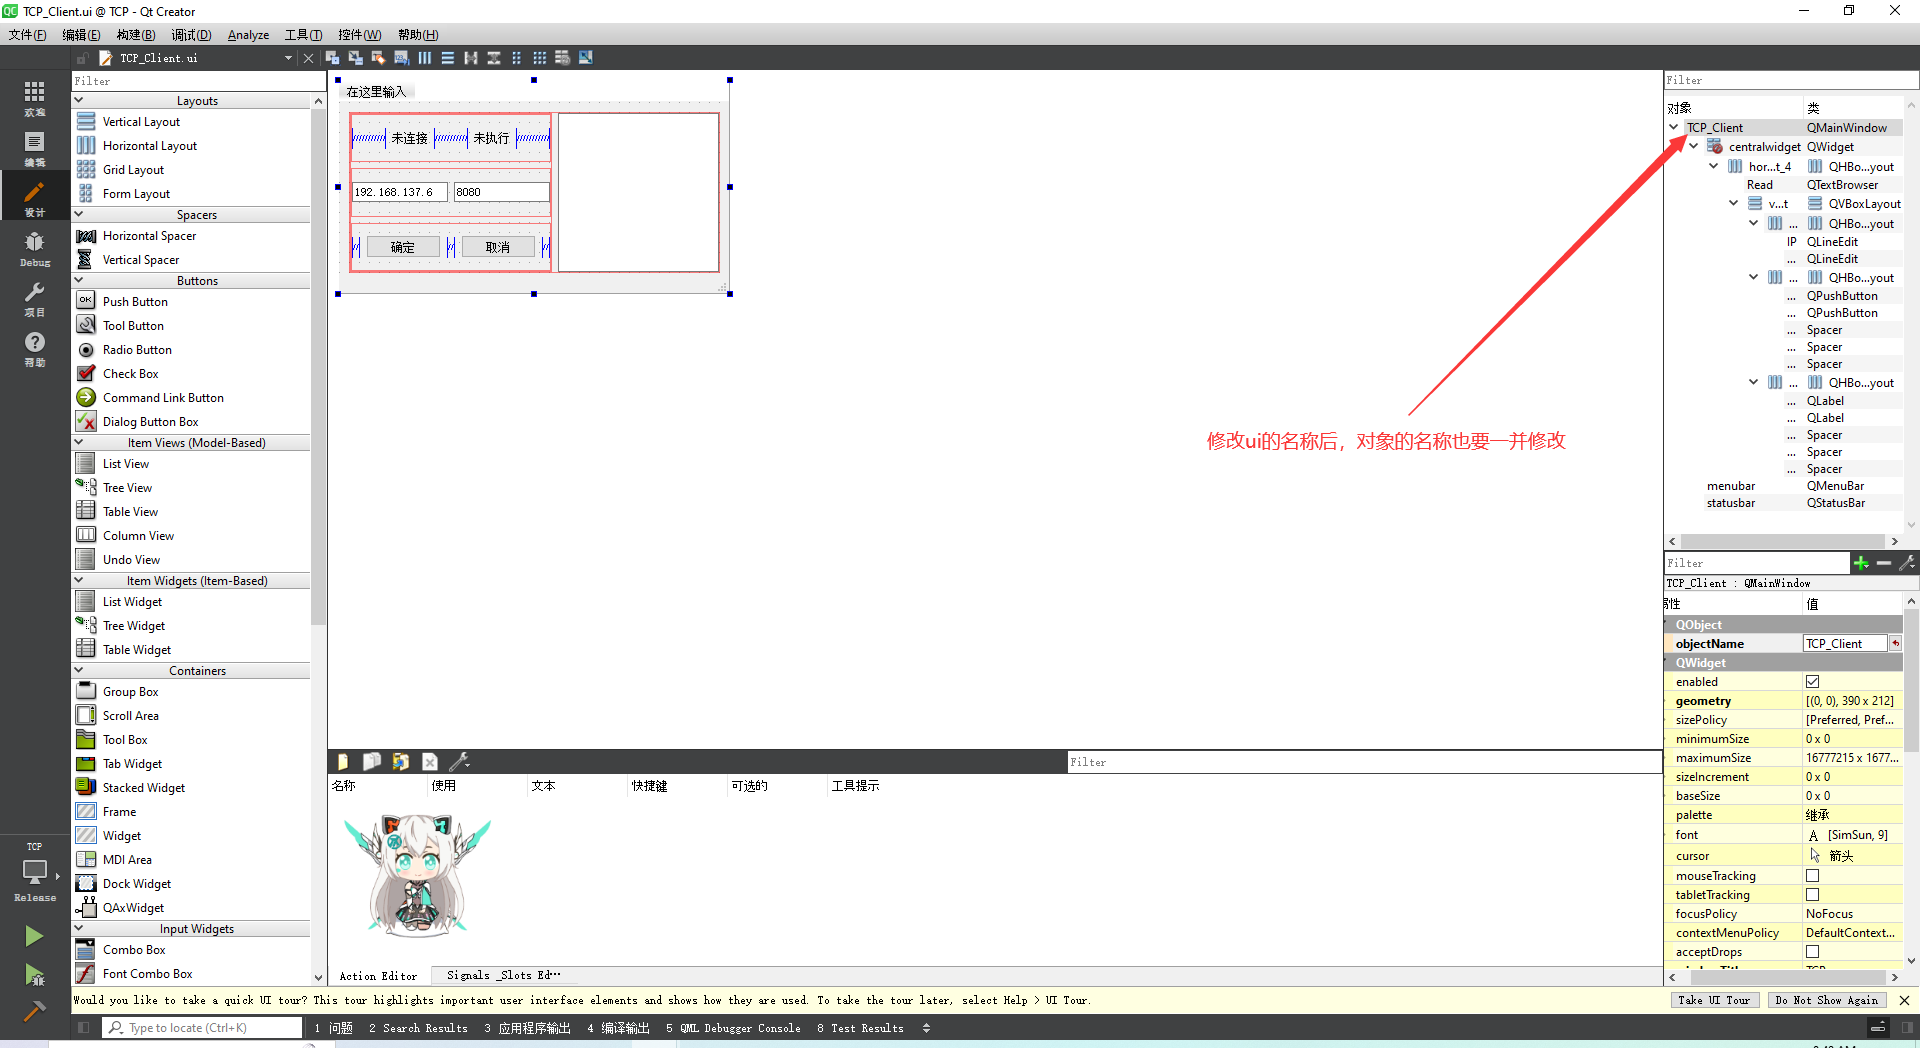 TCP_Client.ui @ TCP - Qt Creator
文件(F) 编辑(E) 构建(B) 调试(D) Analyze 工具(T) 控件(W) 帮助(H)
TCP_Client.ui
Filter
Layouts
Vertical Layout
Horizontal Layout
Grid Layout
Form Layout
Spacers
Horizontal Spacer
Vertical Spacer
Buttons
Push Button
Tool Button
Radio Button
Check Box
Command Link Button
Dialog Button Box
Item Views (Model-Based)
List View
Tree View
Table View
Column View
Undo View
Item Widgets (Item-Based)
List Widget
Tree Widget
Table Widget
Containers
Group Box
Scroll Area
Tool Box
Tab Widget
Stacked Widget
Frame
Widget
MDI Area
Dock Widget
QAxWidget
Input Widgets
Combo Box
Font Combo Box
欢迎
编辑
设计
Debug
项目
帮助
TCP
Release
在这里输入
未连接 未执行
192.168.137.6 8080
确定 取消
修改ui的名称后，对象的名称也要一并修改
Filter
名称 使用 文本 快捷键 可选的 工具提示
Action Editor Signals _Slots Ed...
Filter
对象 类
TCP_Client QMainWindow
centralwidget QWidget
hor...t_4 QHBo...yout
Read QTextBrowser
v...t QVBoxLayout
... QHBo...yout
IP QLineEdit
... QLineEdit
... QHBo...yout
... QPushButton
... QPushButton
... Spacer
... Spacer
... Spacer
... QHBo...yout
... QLabel
... QLabel
... Spacer
... Spacer
... Spacer
menubar QMenuBar
statusbar QStatusBar
Filter
TCP_Client : QMainWindow
属性 值
QObject
objectName TCP_Client
QWidget
enabled
geometry [(0, 0), 390 x 212]
sizePolicy [Preferred, Pref...
minimumSize 0 x 0
maximumSize 16777215 x 1677...
sizeIncrement 0 x 0
baseSize 0 x 0
palette 继承
font A [SimSun, 9]
cursor 箭头
mouseTracking
tabletTracking
focusPolicy NoFocus
contextMenuPolicy DefaultContext...
acceptDrops
Would you like to take a quick UI tour? This tour highlights important user interface elements and shows how they are used. To take the tour later, select Help > UI Tour.
Take UI Tour Do Not Show Again
Type to locate (Ctrl+K) 1 问题 2 Search Results 3 应用程序输出 4 编译输出 5 QML Debugger Console 8 Test Results